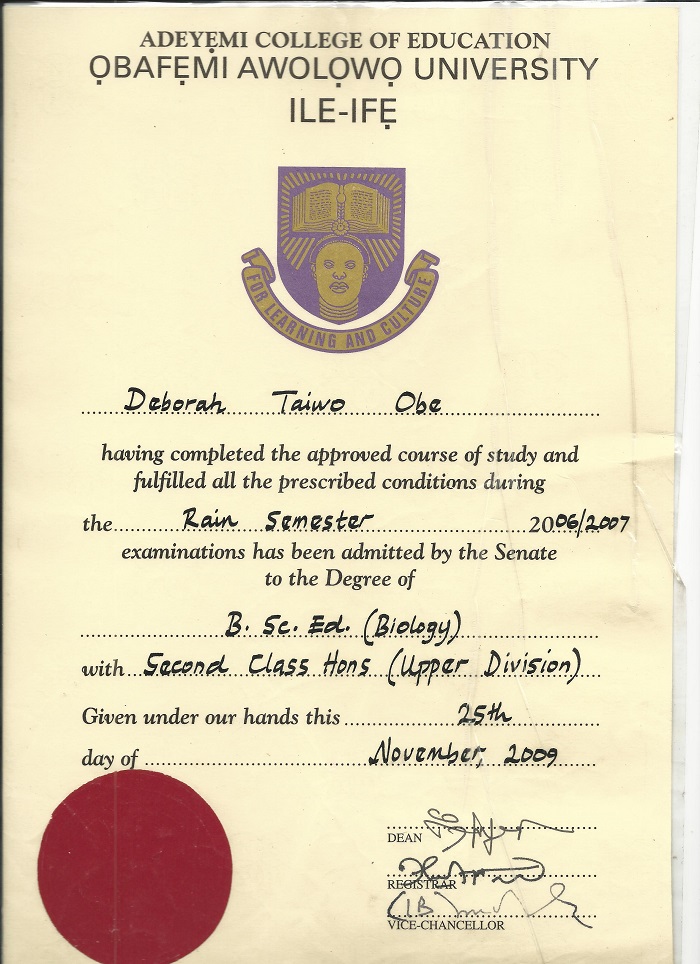 ADEYẸMI COLLEGE OF EDUCATION
ỌBAFẸMI AWOLỌWỌ UNIVERSITY
ILE-IFẸ
FOR LEARNING AND CULTURE
Deborah Taiwo Obe
having completed the approved course of study and
fulfilled all the prescribed conditions during
the Rain Semester 2006/2007
examinations has been admitted by the Senate
to the Degree of
B. Sc. Ed. (Biology)
with Second Class Hons (Upper Division)
Given under our hands this 25th
day of November, 2009
DEAN
REGISTRAR
VICE-CHANCELLOR